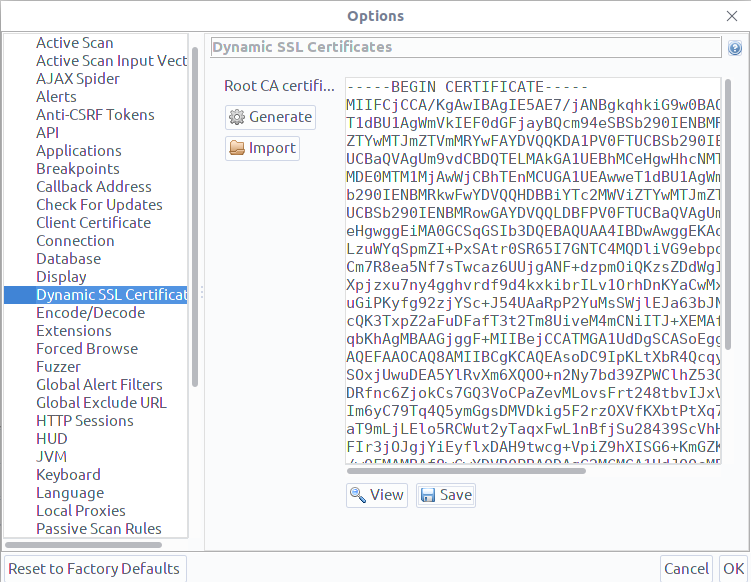 Options
Active Scan
Active Scan Input Vect
AJAX Spider
Alerts
Anti-CSRF Tokens
API
Applications
Breakpoints
Callback Address
Check For Updates
Client Certificate
Connection
Database
Display
Dynamic SSL Certificat
Encode/Decode
Extensions
Forced Browse
Fuzzer
Global Alert Filters
Global Exclude URL
HTTP Sessions
HUD
JVM
Keyboard
Language
Local Proxies
Passive Scan Rules
Dynamic SSL Certificates
Root CA certifi...
Generate
Import
-----BEGIN CERTIFICATE-----
MIIFCjCCA/KgAwIBAgIE5AE7/jANBgkqhkiG9w0BAQ
T1dBU1AgWmVkIEF0dGFjayBQcm94eSBSb290IENBMR
ZTYwMTJmZTVmMRYwFAYDVQQKDA1PV0FTUCBSb290IE
UCBaQVAgUm9vdCBDQTELMAkGA1UEBhMCeHgwHhcNMT
MDE0MTM1MjAwWjCBhTEnMCUGA1UEAwweT1dBU1AgWm
b290IENBMRkwFwYDVQQHDBBiYTc2MWViZTYwMTJmZT
UCBSb290IENBMRowGAYDVQQLDBFPV0FTUCBaQVAgUm
eHgwggEiMA0GCSqGSIb3DQEBAQUAA4IBDwAwggEKAo
LzuWYqSpmZI+PxSAtr0SR65I7GNTC4MQDliVG9ebpq
Cm7R8ea5Nf7sTwcaz6UUjgANF+dzpmOiQKzsZDdWgI
Xpjzxu7ny4gghvrdf9d4kxkibrILv1OrhDnKYaCwMx
uGiPKyfg92zjYSc+J54UAaRpP2YuMsSWjlEJa63bJN
cQK3TxpZ2aFuDFafT3t2Tm8UiveM4mCNiITJ+XEMAf
qbKhAgMBAAGjggF+MIIBejCCATMGA1UdDgSCASoEgg
AQEFAAOCAQ8AMIIBCgKCAQEAsoDC9IpKLtXbR4Qcqy
SOxjUwuDEA5YlRvXm6XQOO+n2Ny7bd39ZPWClhZ53O
DRfnc6ZjokCs7GQ3VoCPaZevMLovsFrt248tbvIJxV
Im6yC79Tq4Q5ymGgsDMVDkig5F2rzOXVfKXbtPtXq7
aT9mLjLElo5RCWut2yTaqxFwL1nBfjSu28439ScVhH
FIr3jOJgjYiEyflxDAH9twcg+VpiZ9hXISG6+KmGZK
View
Save
Reset to Factory Defaults
Cancel
OK